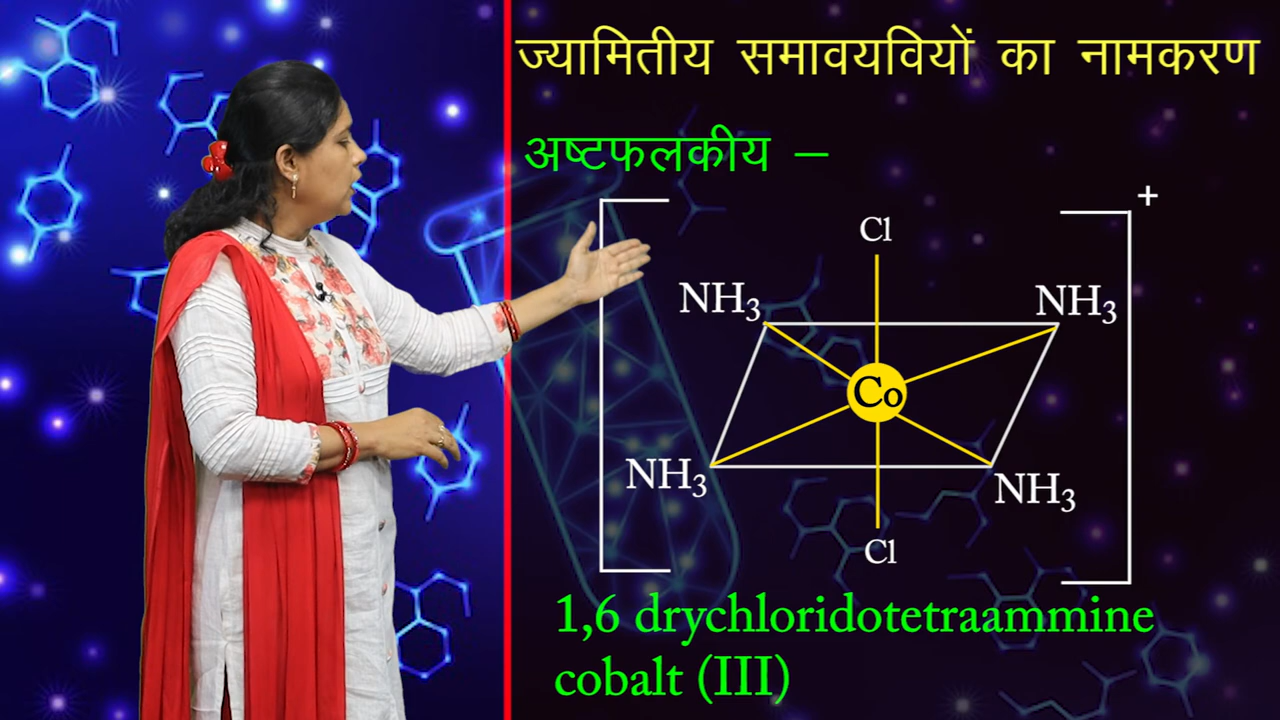 ज्यामितीय समावयवियों का नामकरण
अष्टफलकीय –
+
Cl
NH₃ NH₃
Co
NH₃ NH₃
Cl
1,6 drychloridotetraammine
cobalt (III)